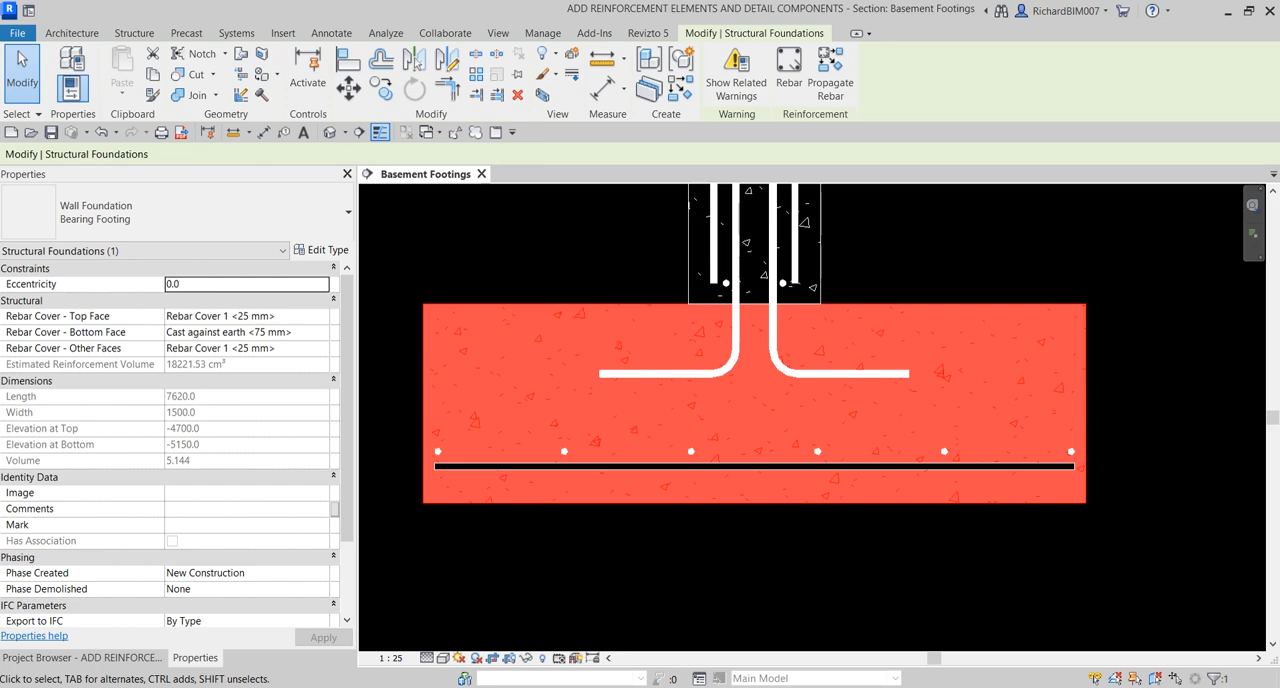 ADD REINFORCEMENT ELEMENTS AND DETAIL COMPONENTS - Section: Basement Footings
RichardBIM007
File Architecture Structure Precast Systems Insert Annotate Analyze Collaborate View Manage Add-Ins Revizto 5 Modify | Structural Foundations
Modify
Paste
Notch
Cut
Join
Activate
Show Related Warnings
Rebar
Propagate Rebar
Select Properties Clipboard Geometry Controls Modify View Measure Create Warning Reinforcement
Modify | Structural Foundations
Properties
Basement Footings
Wall Foundation
Bearing Footing
Structural Foundations (1) Edit Type
Constraints
Eccentricity 0.0
Structural
Rebar Cover - Top Face Rebar Cover 1 <25 mm>
Rebar Cover - Bottom Face Cast against earth <75 mm>
Rebar Cover - Other Faces Rebar Cover 1 <25 mm>
Estimated Reinforcement Volume 18221.53 cm³
Dimensions
Length 7620.0
Width 1500.0
Elevation at Top -4700.0
Elevation at Bottom -5150.0
Volume 5.144
Identity Data
Image
Comments
Mark
Has Association
Phasing
Phase Created New Construction
Phase Demolished None
IFC Parameters
Export to IFC By Type
Properties help Apply
Project Browser - ADD REINFORCE... Properties
1 : 25
Click to select, TAB for alternates, CTRL adds, SHIFT unselects.
:0
Main Model
:1